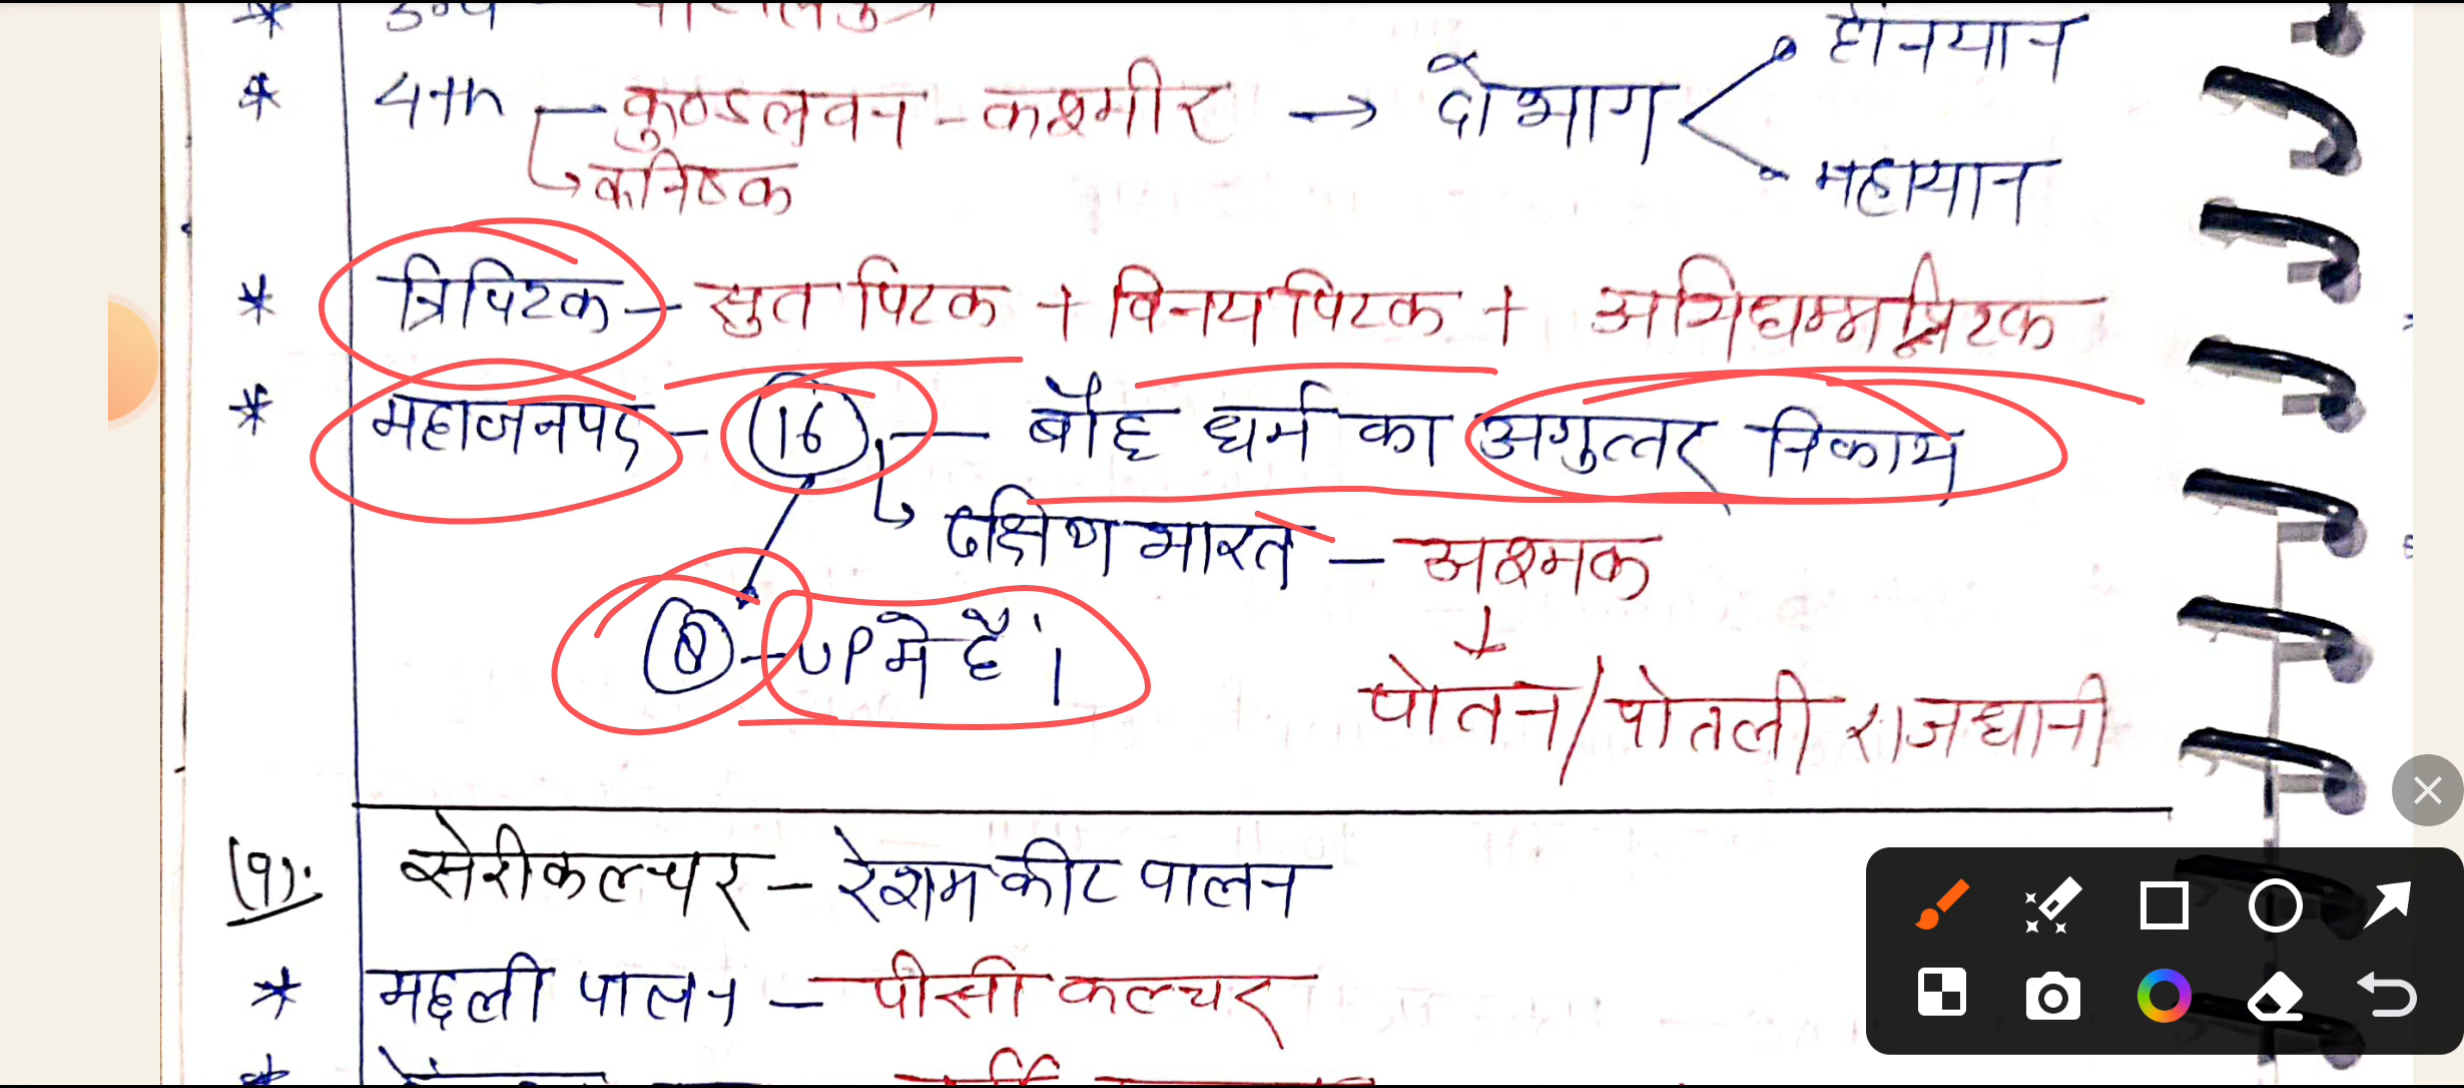 * 4th – कुण्डलवन - कश्मीर → दो भाग
हीनयान
महायान
कनिष्क
* त्रिपिटक – सुत पिटक + विनय पिटक + अभिधम्म पिटक
* महाजनपद – 16 – बौद्ध धर्म का अगुत्तर निकाय
दक्षिण भारत – अश्मक
8 – UP में है।
पोतन/पोतली राजधानी
(9). सेरीकल्चर – रेशम कीट पालन
* मछली पालन – पीसी कल्चर